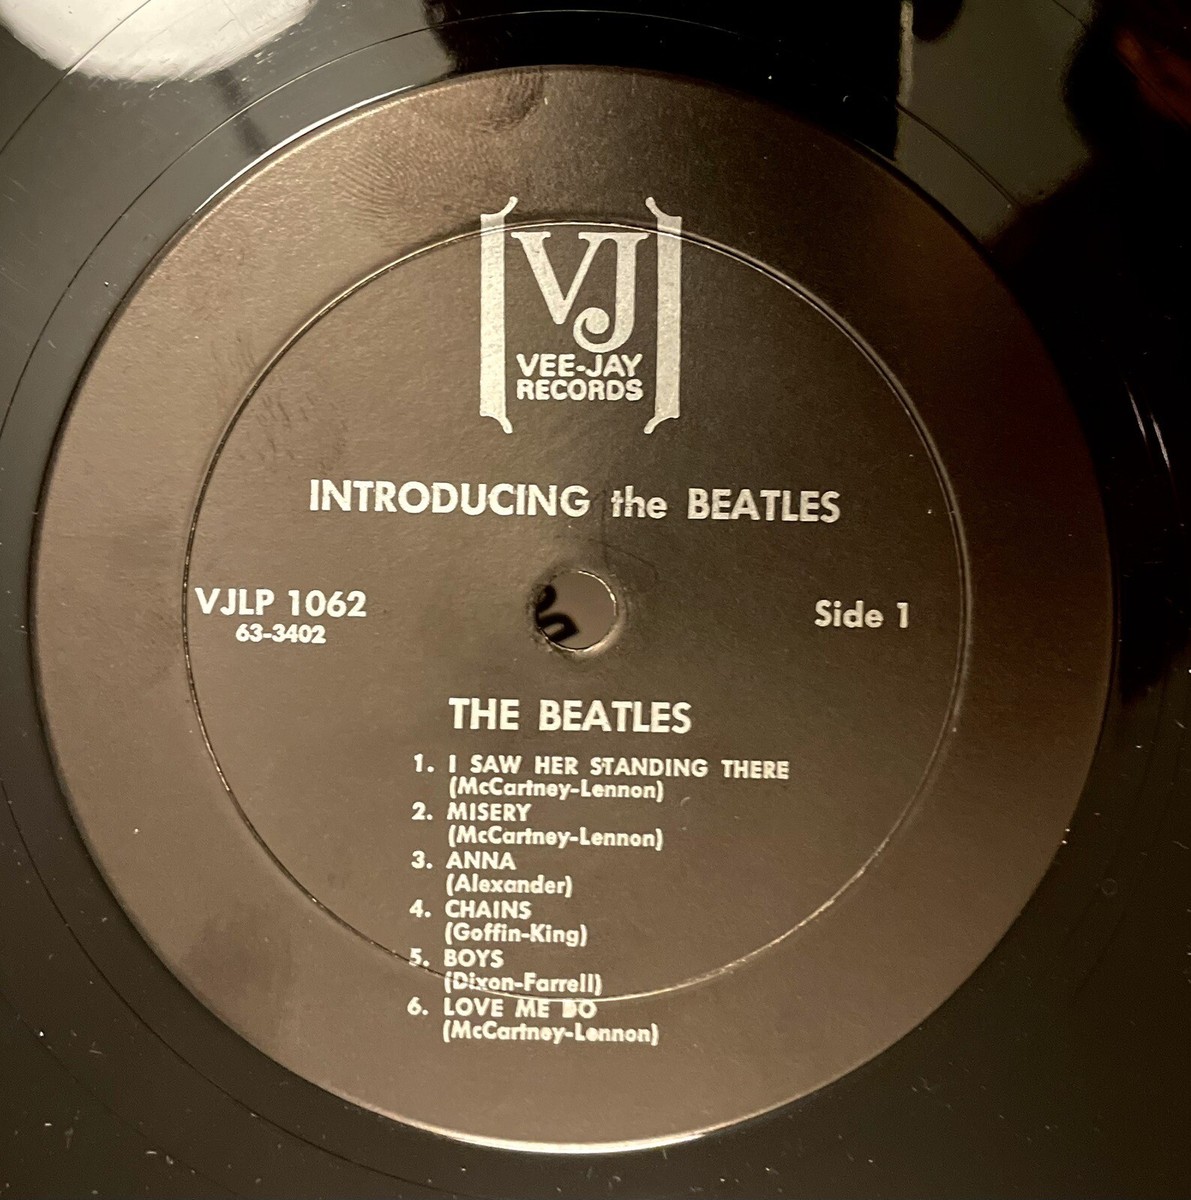 VJ
VEE-JAY
RECORDS
INTRODUCING the BEATLES
VJLP 1062
63-3402
Side 1
THE BEATLES
1. I SAW HER STANDING THERE
(McCartney-Lennon)
2. MISERY
(McCartney-Lennon)
3. ANNA
(Alexander)
4. CHAINS
(Goffin-King)
5. BOYS
(Dixon-Farrell)
6. LOVE ME DO
(McCartney-Lennon)